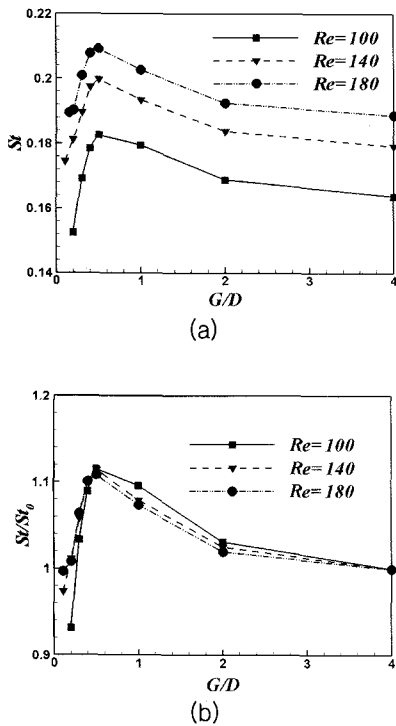 Re=100
Re=140
Re=180
0.22
0.2
0.18
0.16
0.14
St
0 1 2 3 4
G/D
(a)
1.2
1.1
1
0.9
St/St₀
Re=100
Re=140
Re=180
0 1 2 3 4
G/D
(b)